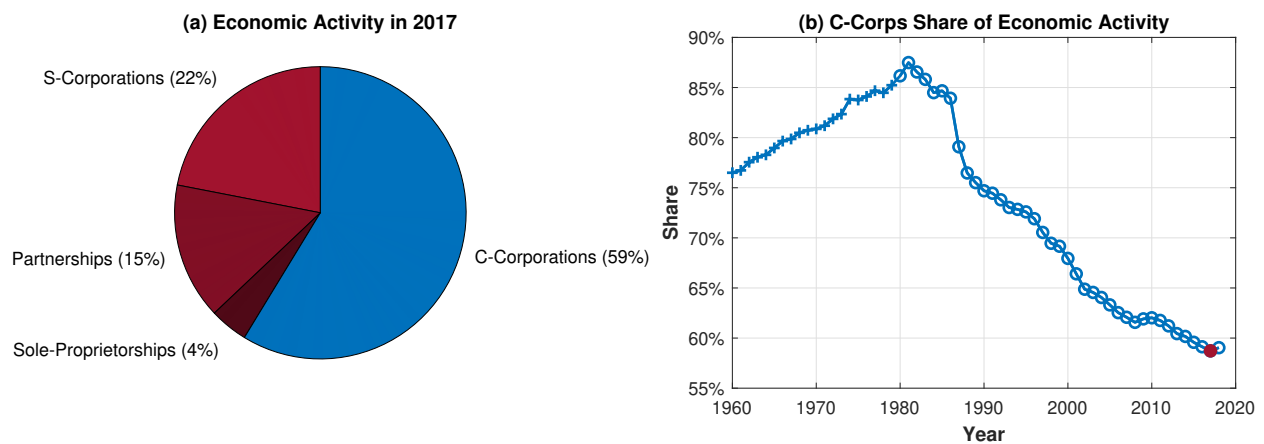 (a) Economic Activity in 2017
S-Corporations (22%)
Partnerships (15%)
Sole-Proprietorships (4%)
C-Corporations (59%)
(b) C-Corps Share of Economic Activity
90%
85%
80%
75%
70%
65%
60%
55%
Share
1960 1970 1980 1990 2000 2010 2020
Year